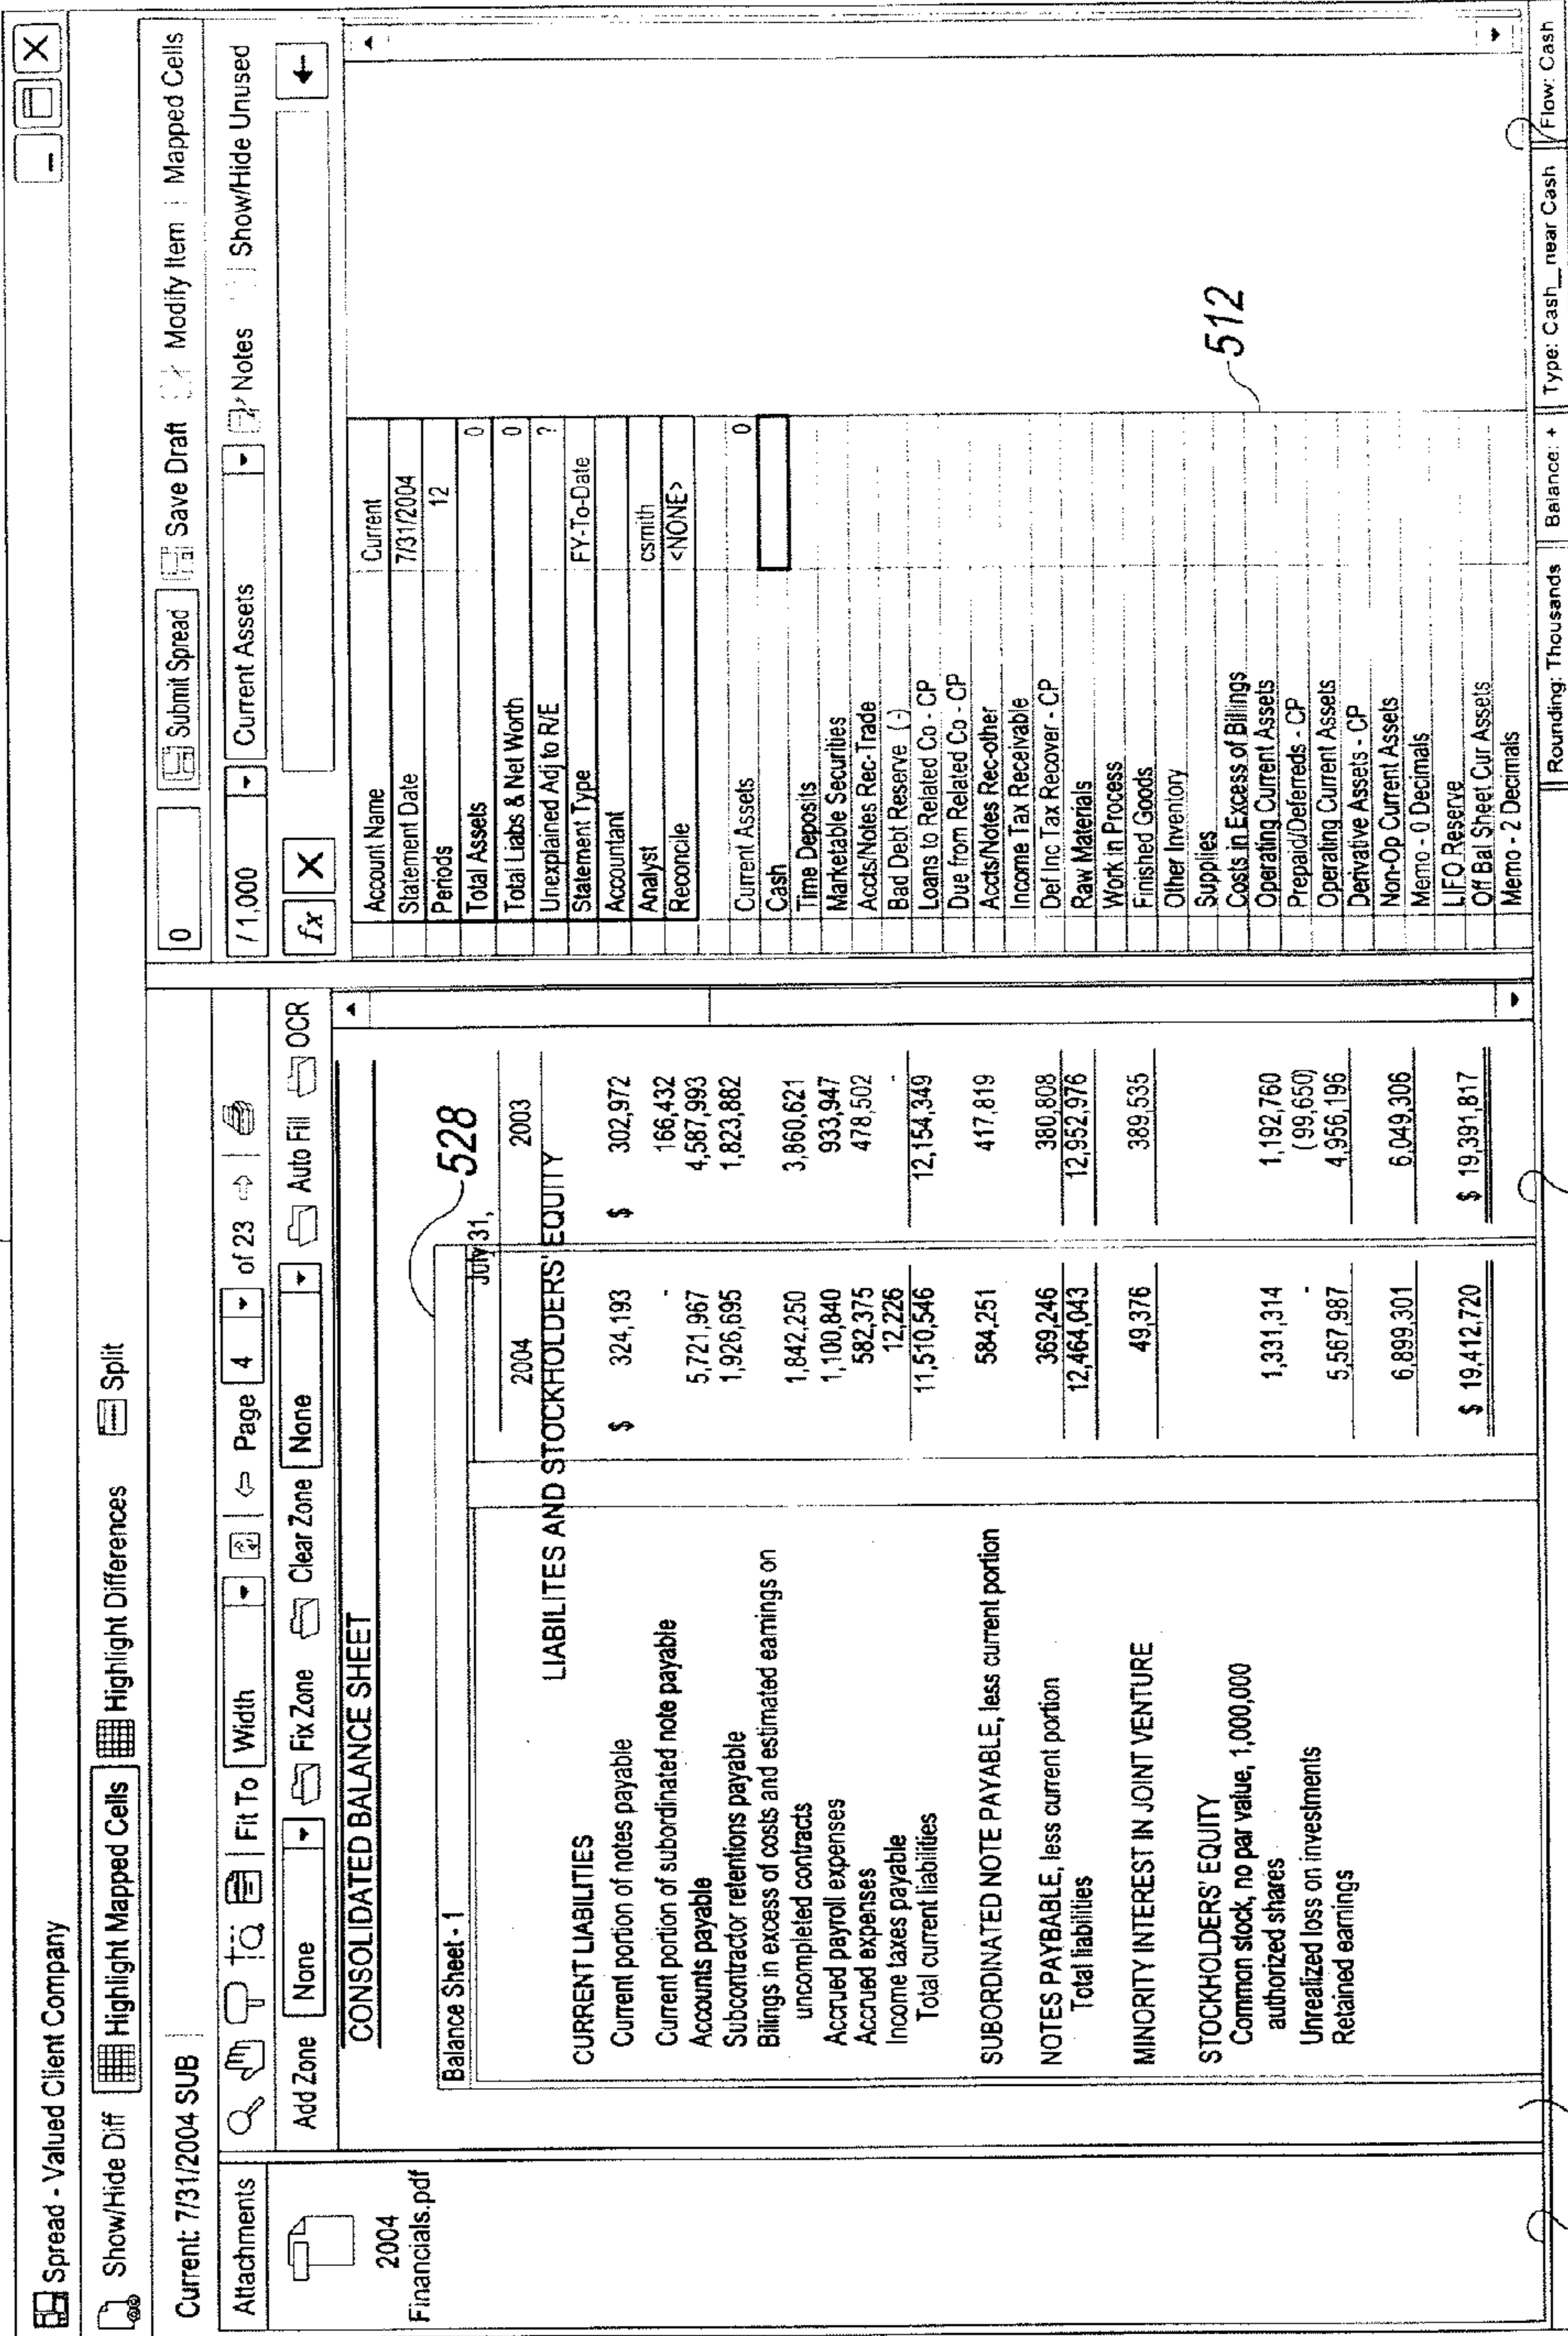 Spread - Valued Client Company
Show/Hide Diff Highlight Mapped Cells Highlight Differences Split
Current: 7/31/2004 SUB
Attachments
2004
Financials.pdf
Fit To Width Page 4 of 23
Add Zone None Fix Zone Clear Zone None Auto Fill OCR
CONSOLIDATED BALANCE SHEET
528
Balance Sheet - 1
July 31,
2004 2003
LIABILITES AND STOCKHOLDERS' EQUITY
CURRENT LIABILITIES
Current portion of notes payable $ 324,193 $ 302,972
Current portion of subordinated note payable - 166,432
Accounts payable 5,721,967 4,587,993
Subcontractor retentions payable 1,926,695 1,823,882
Bilings in excess of costs and estimated earnings on
uncompleted contracts 1,842,250 3,860,621
Accrued payroll expenses 1,100,840 933,947
Accrued expenses 582,375 478,502
Income taxes payable 12,226 -
Total current liabilities 11,510,546 12,154,349
SUBORDINATED NOTE PAYABLE, less current portion 584,251 417,819
NOTES PAYBABLE, less current portion 369,246 380,808
Total liabilities 12,464,043 12,952,976
MINORITY INTEREST IN JOINT VENTURE 49,376 389,535
STOCKHOLDERS' EQUITY
Common stock, no par value, 1,000,000
authorized shares 1,331,314 1,192,760
Unrealized loss on investments - (99,650)
Retained earnings 5,567,987 4,956,196
6,899,301 6,049,306
$ 19,412,720 $ 19,391,817
0 Submit Spread Save Draft Modify Item Mapped Cells
/ 1,000 Current Assets Notes Show/Hide Unused
fx X
Account Name Current
Statement Date 7/31/2004
Periods 12
Total Assets 0
Total Liabs & Net Worth 0
Unexplained Adj to R/E ?
Statement Type FY-To-Date
Accountant
Analyst csmith
Reconcile <NONE>
Current Assets 0
Cash
Time Deposits
Marketable Securities
Accts/Notes Rec-Trade
Bad Debt Reserve (-)
Loans to Related Co - CP
Due from Related Co - CP
Accts/Notes Rec-other
Income Tax Receivable
Def Inc Tax Recover - CP
Raw Materials
Work in Process
Finished Goods
Other Inventory
Supplies
Costs in Excess of Billings
Operating Current Assets
Prepaid/Deferreds - CP
Operating Current Assets
Derivative Assets - CP
Non-Op Current Assets
Memo - 0 Decimals
LIFO Reserve
Off Bal Sheet Cur Assets
Memo - 2 Decimals
512
Rounding: Thousands Balance: + Type: Cash_near Cash Flow: Cash